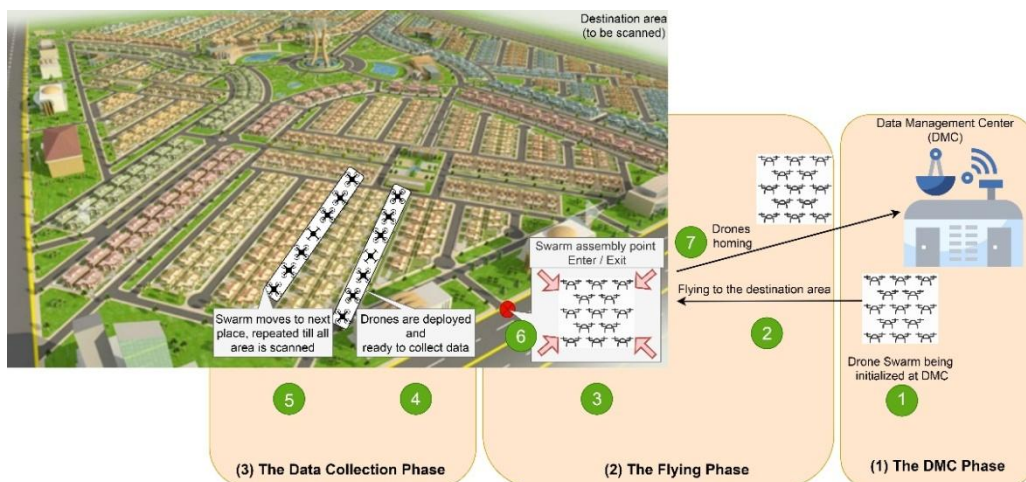 Destination area
(to be scanned)
Data Management Center
(DMC)
7
Drones
homing
Swarm assembly point
Enter / Exit
Flying to the destination area
Swarm moves to next
place, repeated till all
area is scanned
Drones are deployed
and
ready to collect data
6
2
Drone Swarm being
initialized at DMC
5
4
3
1
(3) The Data Collection Phase
(2) The Flying Phase
(1) The DMC Phase